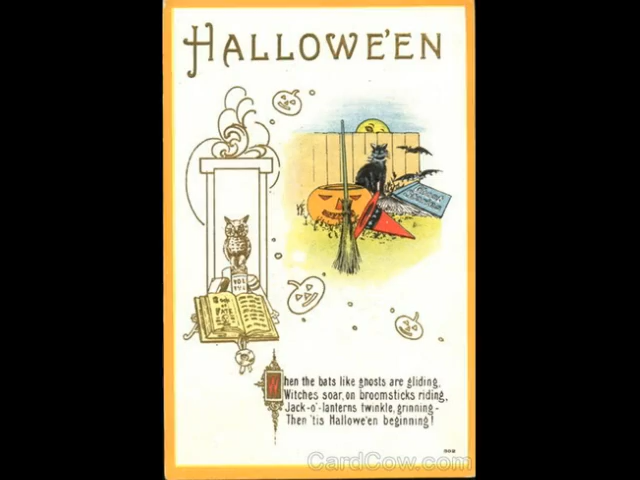 HALLOWE'EN
When the bats like ghosts are gliding,
Witches soar, on broomsticks riding,
Jack-o'-lanterns twinkle, grinning-
Then 'tis Hallowe'en beginning!
CardCow.com